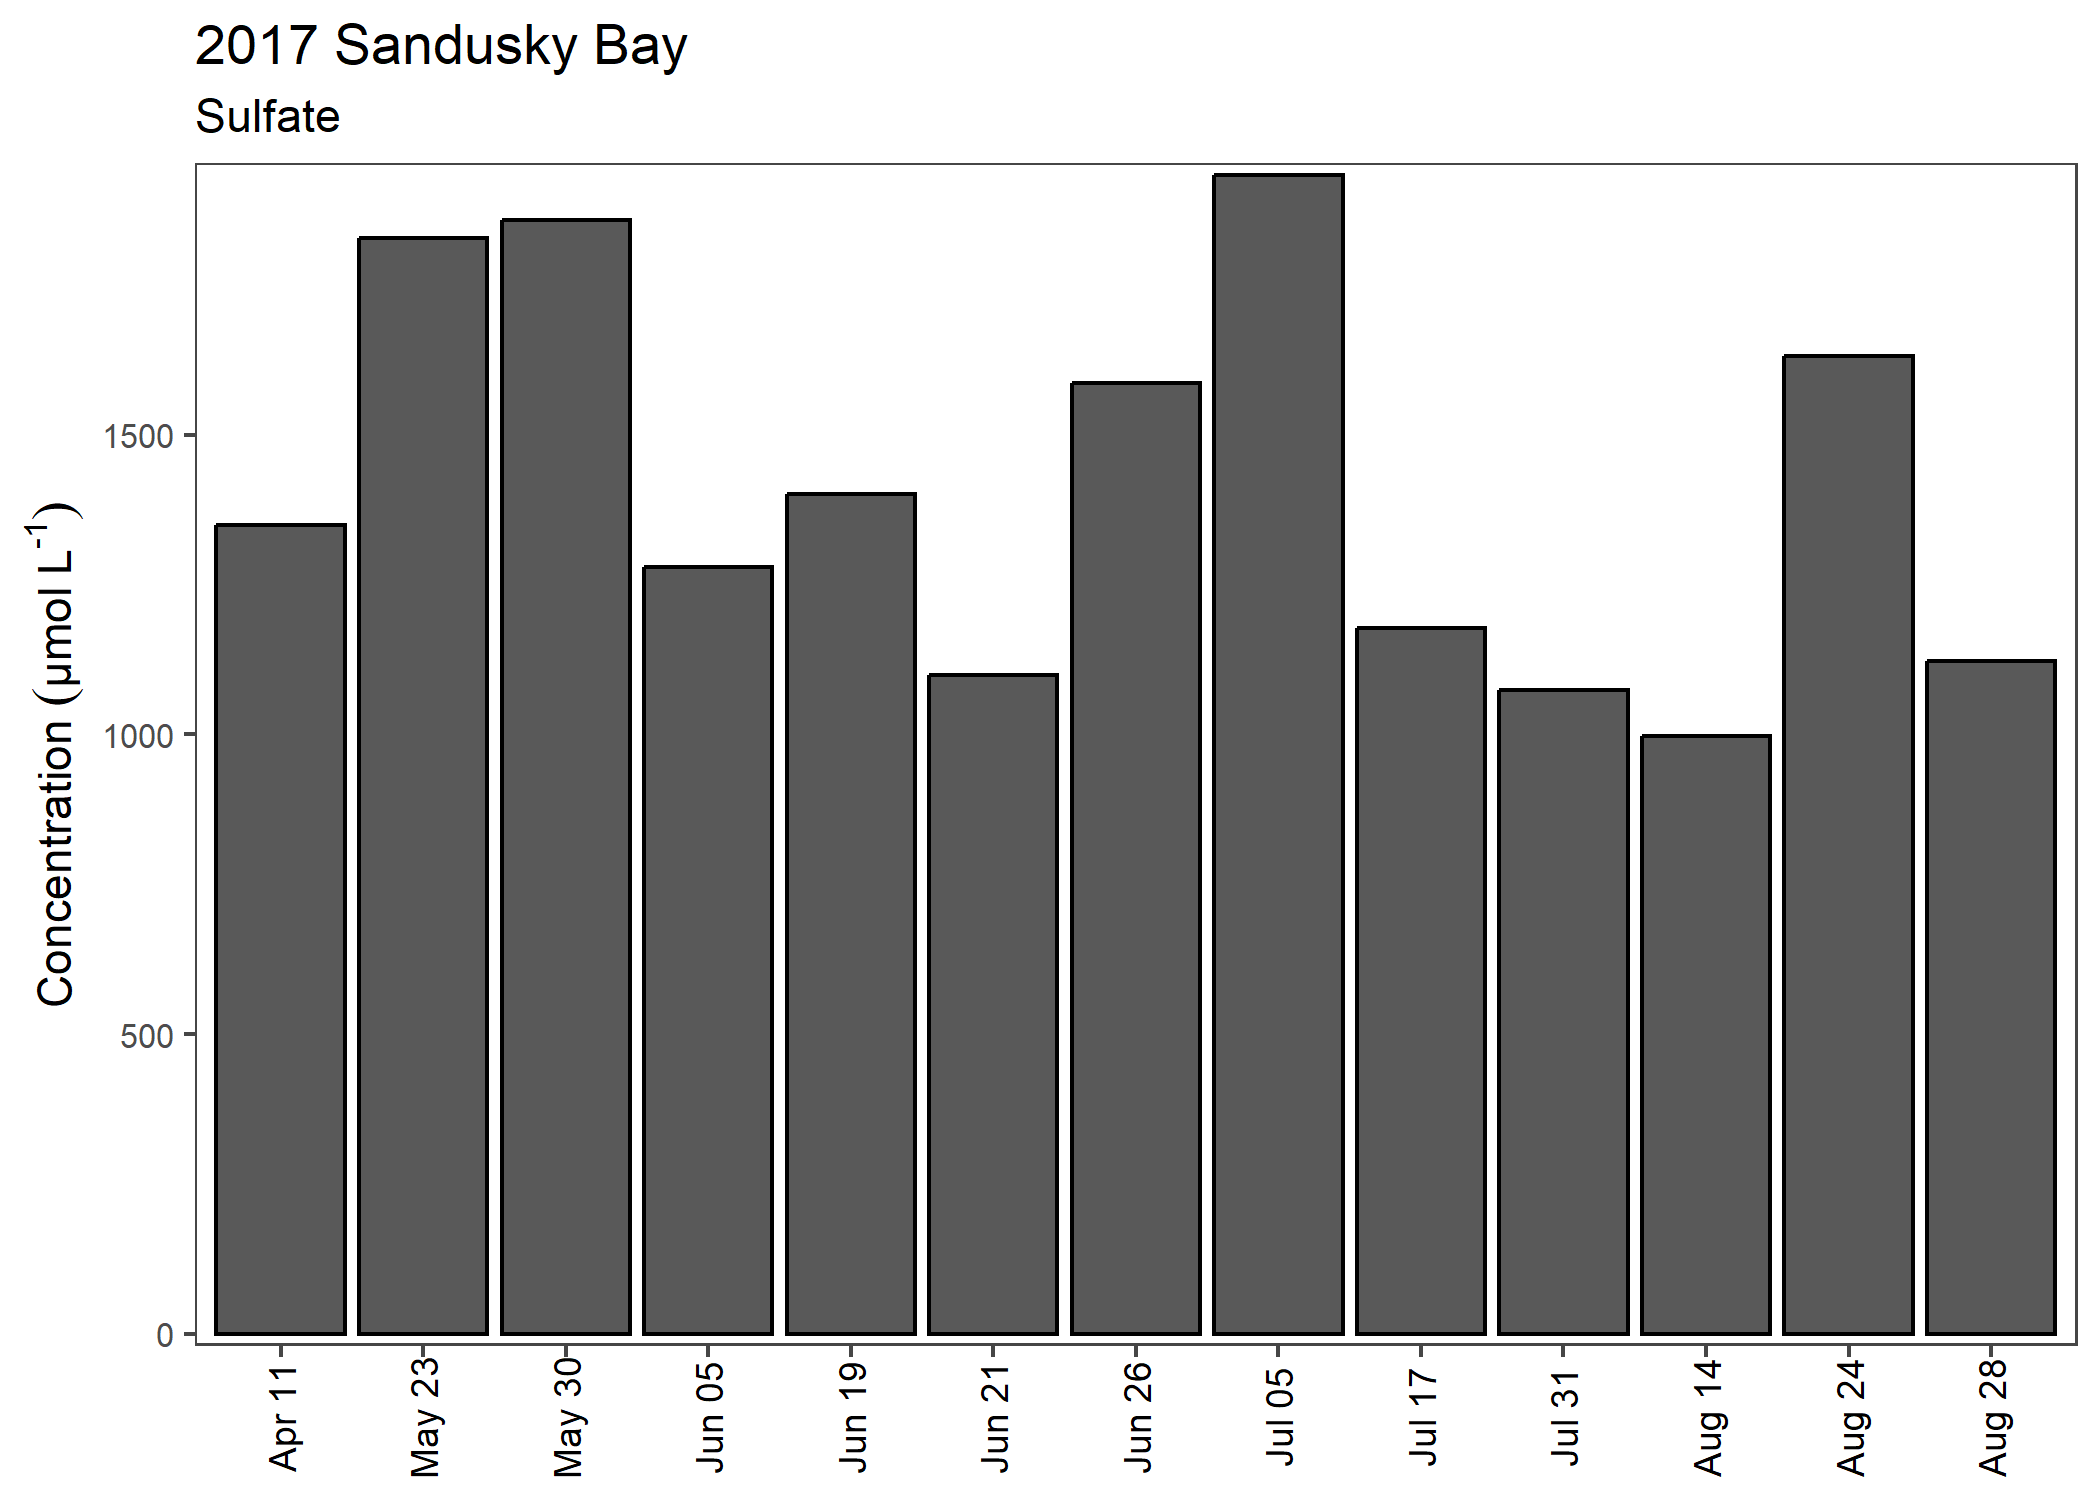 2017 Sandusky Bay
Sulfate
Concentration (µmol L⁻¹)
1500
1000
500
0
Apr 11
May 23
May 30
Jun 05
Jun 19
Jun 21
Jun 26
Jul 05
Jul 17
Jul 31
Aug 14
Aug 24
Aug 28